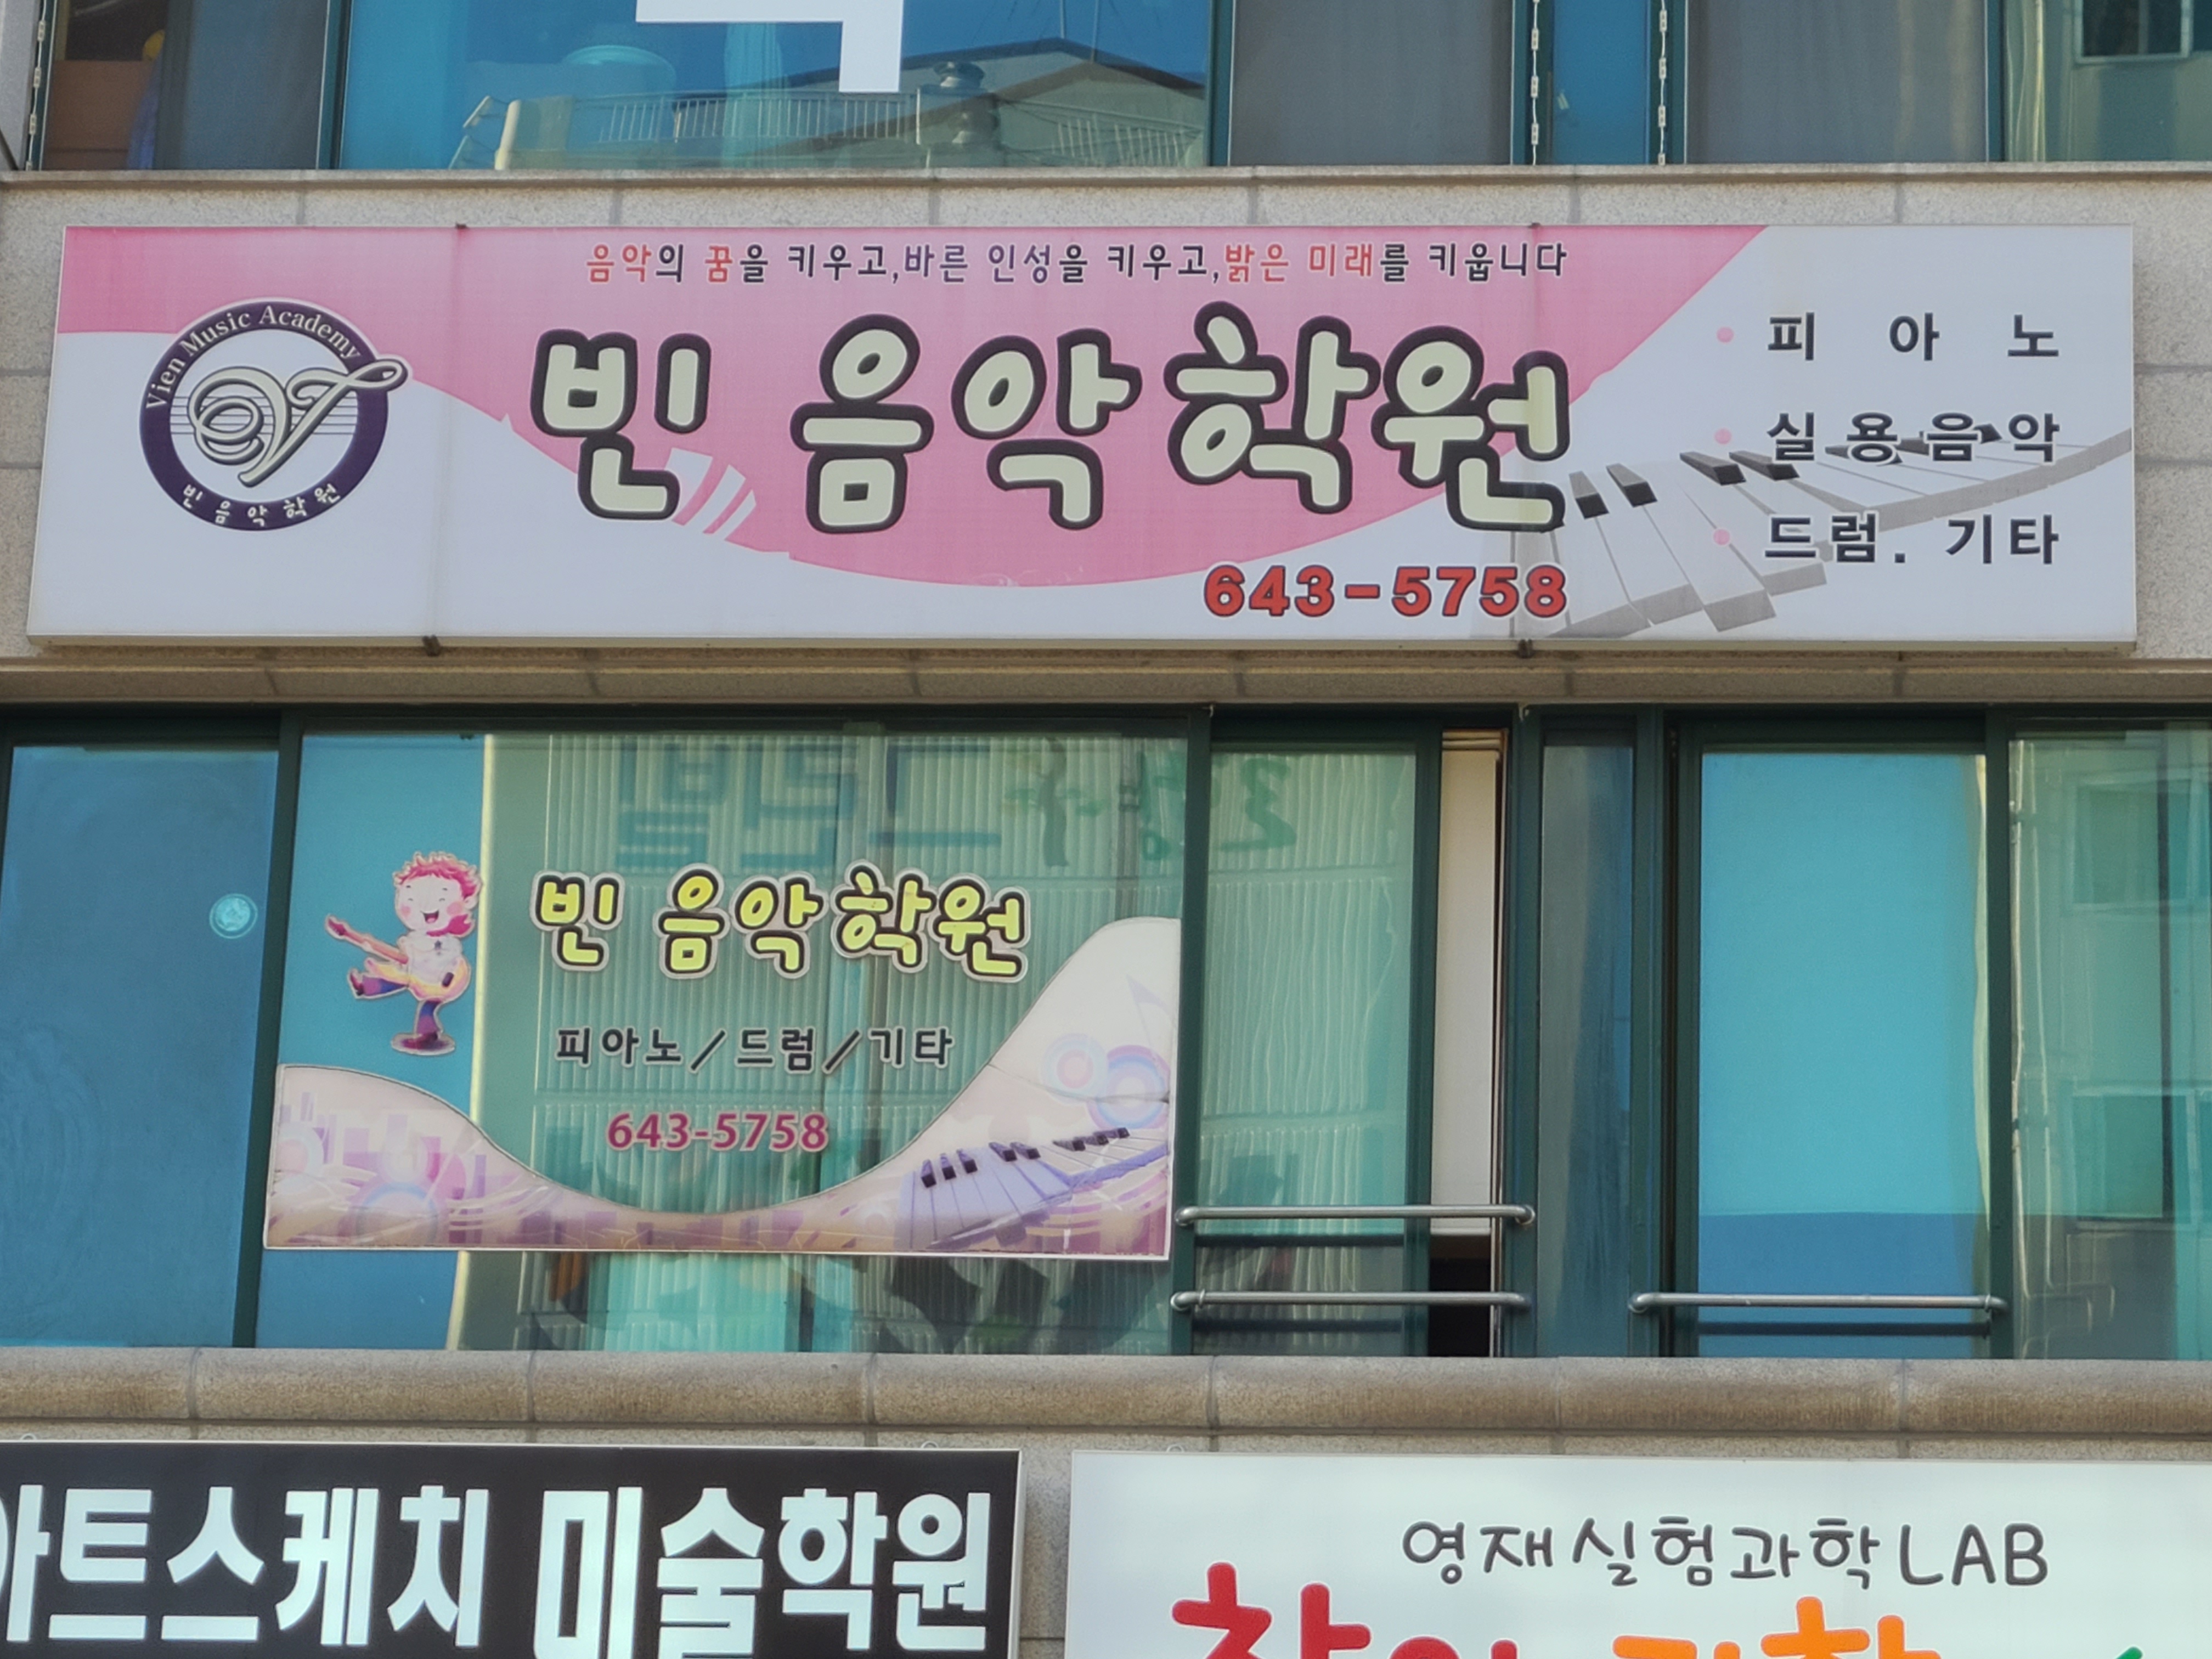 음악의 꿈을 키우고,바른 인성을 키우고,밝은 미래를 키웁니다
Vien Music Academy
빈 음악 학원
빈 음악학원
643-5758
피 아 노
실용음악
드럼. 기타
빈 음악학원
피아노/드럼/기타
643-5758
아트스케치 미술학원
영재실험과학LAB